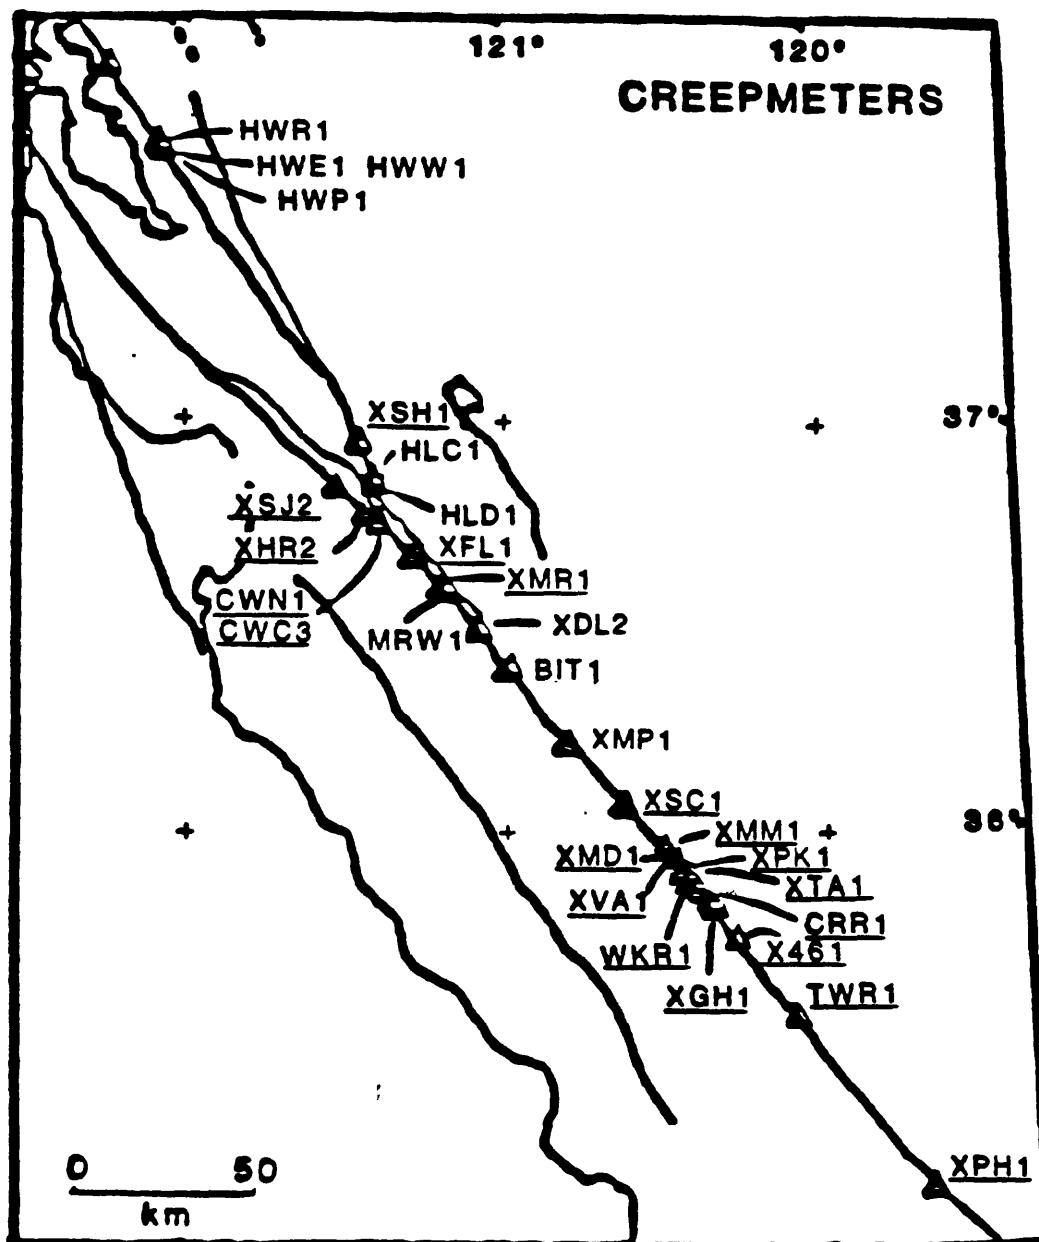 121° 120°
CREEPMETERS
HWR1
HWE1 HWW1
HWP1
XSH1
37°
HLC1
XSJ2
HLD1
XHR2
XFL1
XMR1
CWN1
CWC3
MRW1
XDL2
BIT1
XMP1
XSC1
36°
XMM1
XMD1
XPK1
XTA1
XVA1
CRR1
WKR1
X461
XGH1
TWR1
0 50
km
XPH1